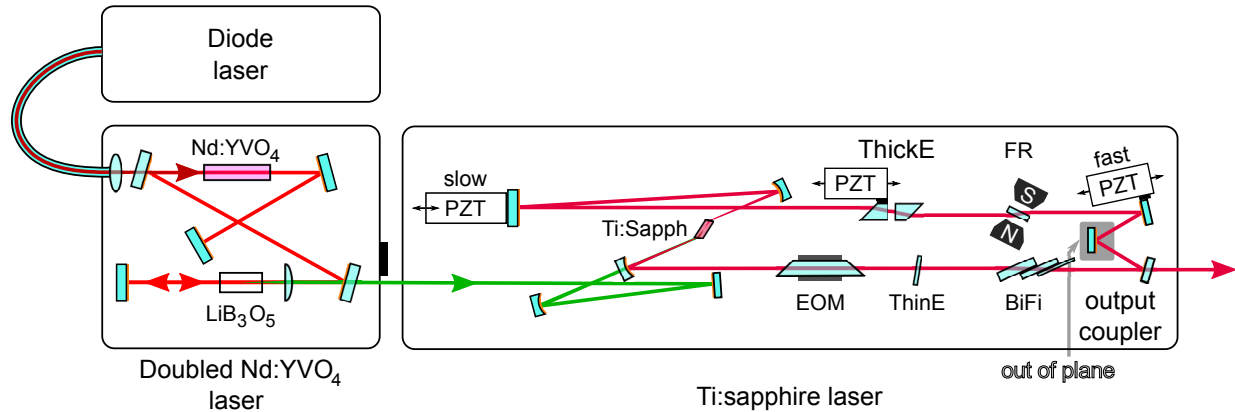 Diode
laser
Nd:YVO4
LiB3O5
Doubled Nd:YVO4
laser
slow
PZT
Ti:Sapph
ThickE
PZT
FR
S
N
fast
PZT
EOM
ThinE
BiFi
output
coupler
out of plane
Ti:sapphire laser